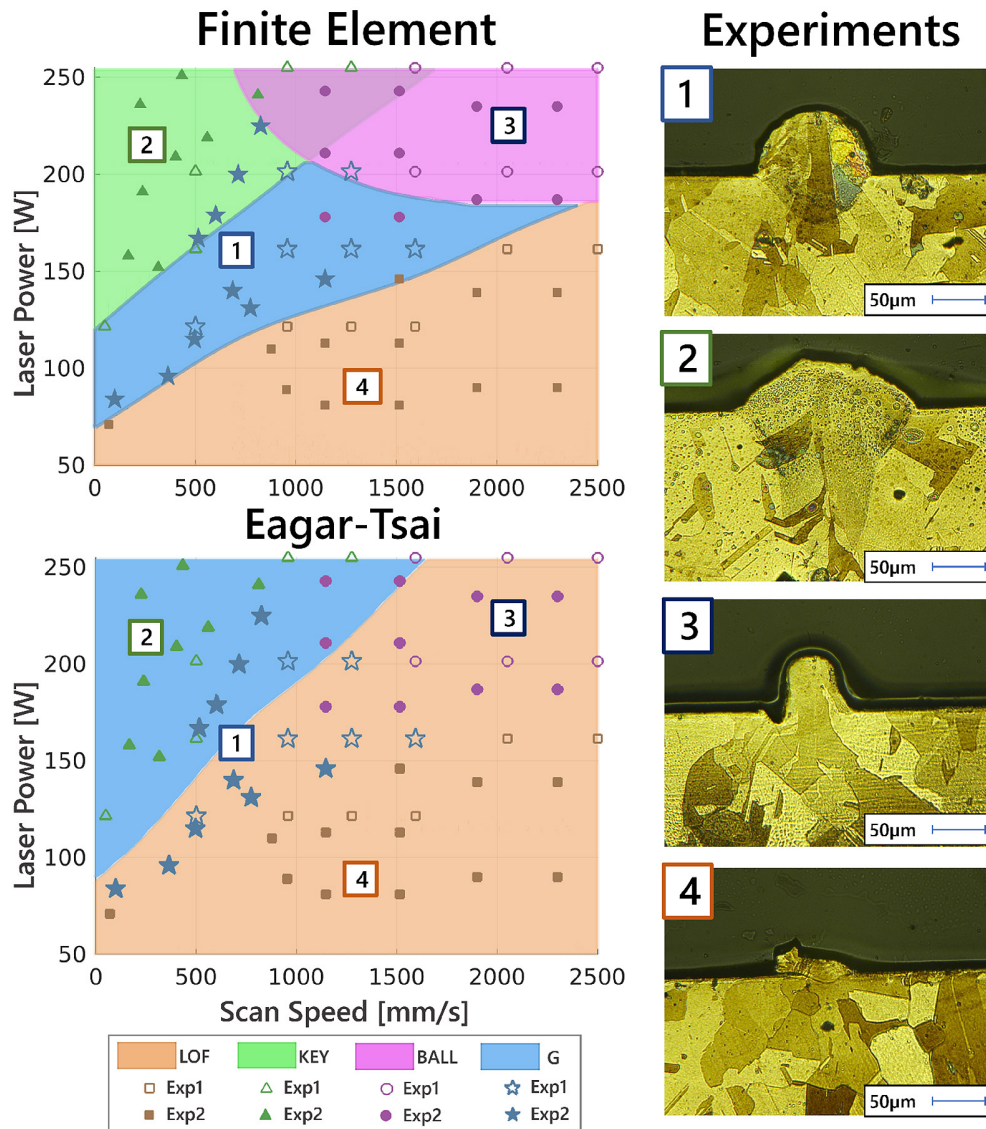 Finite Element
Experiments
Laser Power [W]
250
200
150
100
50
0
500
1000
1500
2000
2500
2
3
1
4
Eagar-Tsai
Laser Power [W]
250
200
150
100
50
0
500
1000
1500
2000
2500
2
3
1
4
Scan Speed [mm/s]
LOF KEY BALL G
Exp1 Exp1 Exp1 Exp1
Exp2 Exp2 Exp2 Exp2
1
50μm
2
50μm
3
50μm
4
50μm